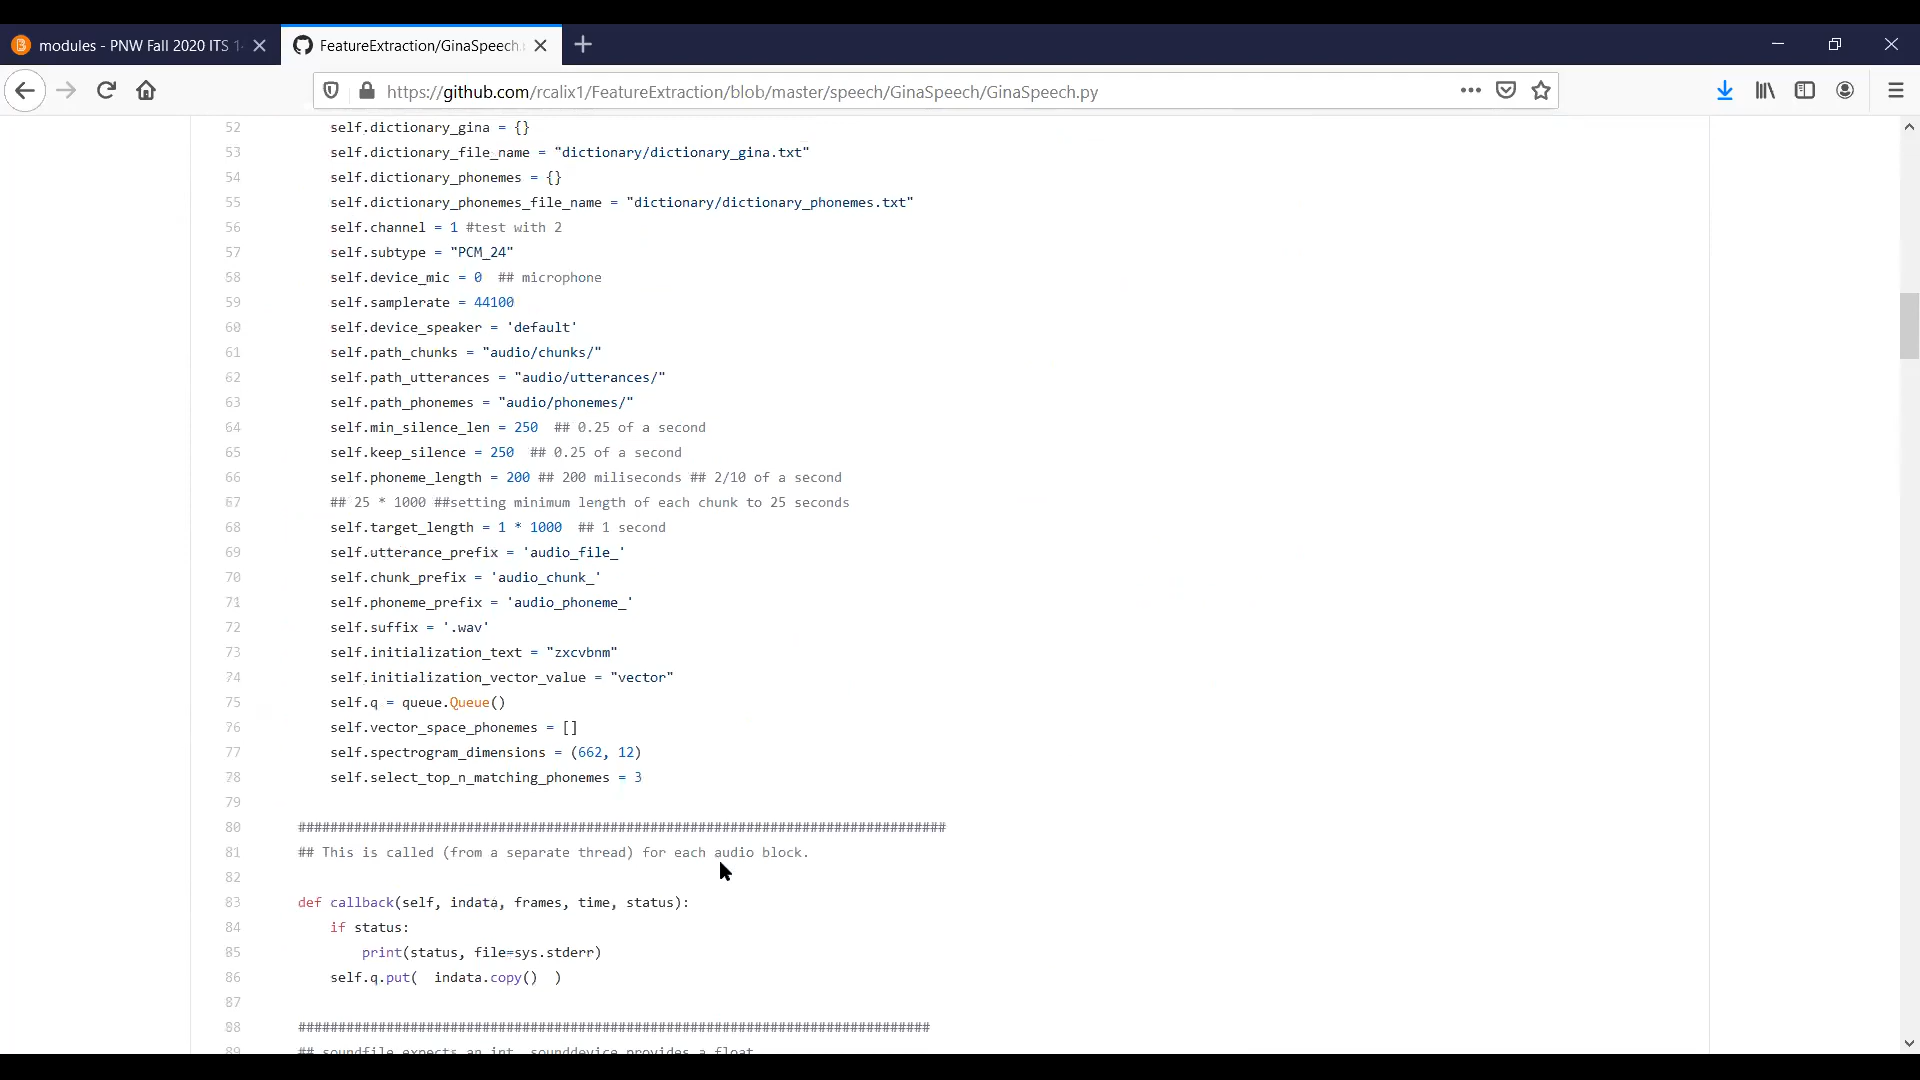 modules - PNW Fall 2020 ITS 1
FeatureExtraction/GinaSpeech
https://github.com/rcalix1/FeatureExtraction/blob/master/speech/GinaSpeech/GinaSpeech.py
52 self.dictionary_gina = {}
53 self.dictionary_file_name = "dictionary/dictionary_gina.txt"
54 self.dictionary_phonemes = {}
55 self.dictionary_phonemes_file_name = "dictionary/dictionary_phonemes.txt"
56 self.channel = 1 #test with 2
57 self.subtype = "PCM_24"
58 self.device_mic = 0 ## microphone
59 self.samplerate = 44100
60 self.device_speaker = 'default'
61 self.path_chunks = "audio/chunks/"
62 self.path_utterances = "audio/utterances/"
63 self.path_phonemes = "audio/phonemes/"
64 self.min_silence_len = 250 ## 0.25 of a second
65 self.keep_silence = 250 ## 0.25 of a second
66 self.phoneme_length = 200 ## 200 miliseconds ## 2/10 of a second
67 ## 25 * 1000 ##setting minimum length of each chunk to 25 seconds
68 self.target_length = 1 * 1000 ## 1 second
69 self.utterance_prefix = 'audio_file_'
70 self.chunk_prefix = 'audio_chunk_'
71 self.phoneme_prefix = 'audio_phoneme_'
72 self.suffix = '.wav'
73 self.initialization_text = "zxcvbnm"
74 self.initialization_vector_value = "vector"
75 self.q = queue.Queue()
76 self.vector_space_phonemes = []
77 self.spectrogram_dimensions = (662, 12)
78 self.select_top_n_matching_phonemes = 3
79
80 #################################################################################
81 ## This is called (from a separate thread) for each audio block.
82
83 def callback(self, indata, frames, time, status):
84 if status:
85 print(status, file=sys.stderr)
86 self.q.put( indata.copy() )
87
88 ###############################################################################
89 ## soundfile expects an int, sounddevice provides a float